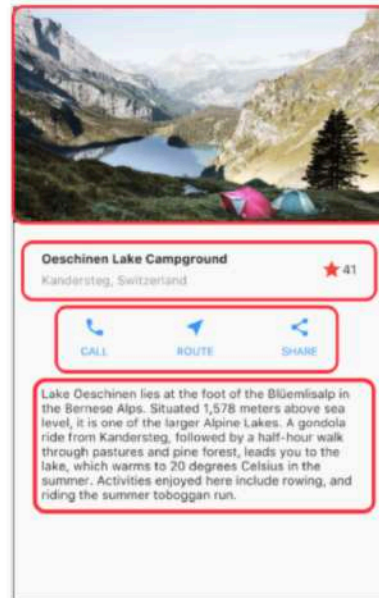 Oeschinen Lake Campground
41
Kandersteg, Switzerland
CALL
ROUTE
SHARE
Lake Oeschinen lies at the foot of the Blüemlisalp in
the Bernese Alps. Situated 1,578 meters above sea
level, it is one of the larger Alpine Lakes. A gondola
ride from Kandersteg, followed by a half-hour walk
through pastures and pine forest, leads you to the
lake, which warms to 20 degrees Celsius in the
summer. Activities enjoyed here include rowing, and
riding the summer toboggan run.